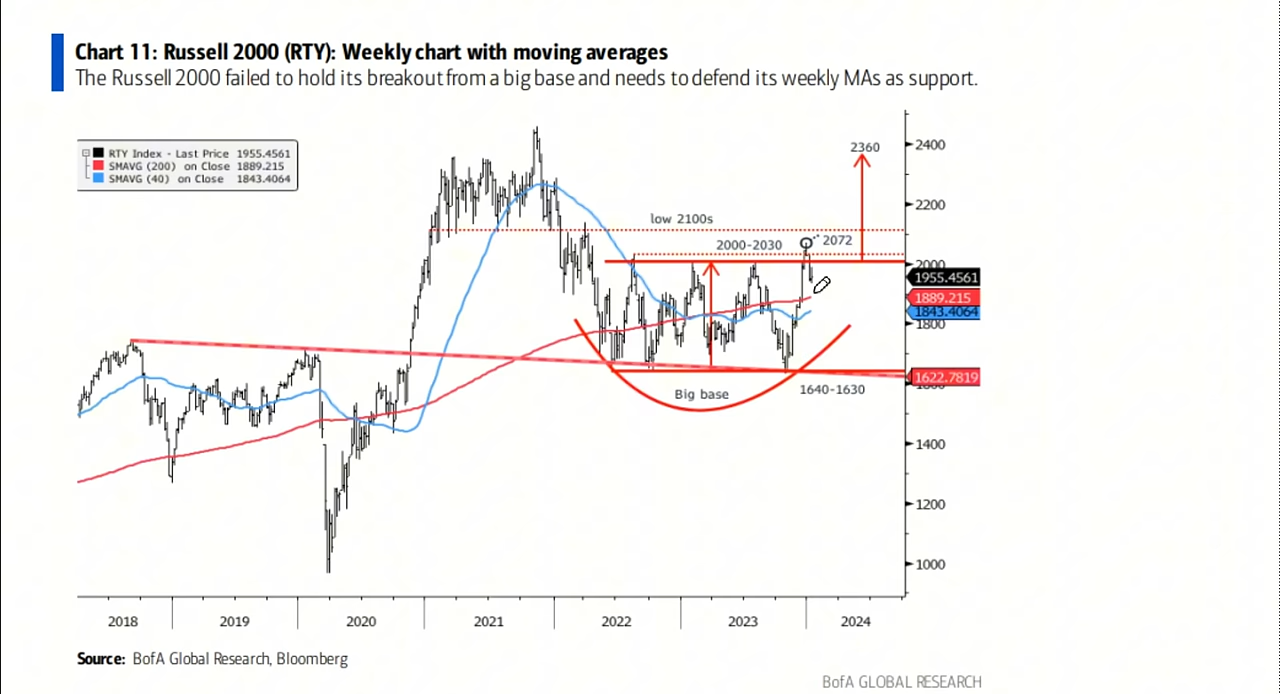 Chart 11: Russell 2000 (RTY): Weekly chart with moving averages
The Russell 2000 failed to hold its breakout from a big base and needs to defend its weekly MAs as support.
RTY Index - Last Price 1955.4561
SMAVG (200) on Close 1889.215
SMAVG (40) on Close 1843.4064
2400
2360
2200
low 2100s
2000-2030
2072
2000
1955.4561
1889.215
1843.4064
1800
1622.7819
1600
Big base
1640-1630
1400
1200
1000
2018 2019 2020 2021 2022 2023 2024
Source: BofA Global Research, Bloomberg
BofA GLOBAL RESEARCH